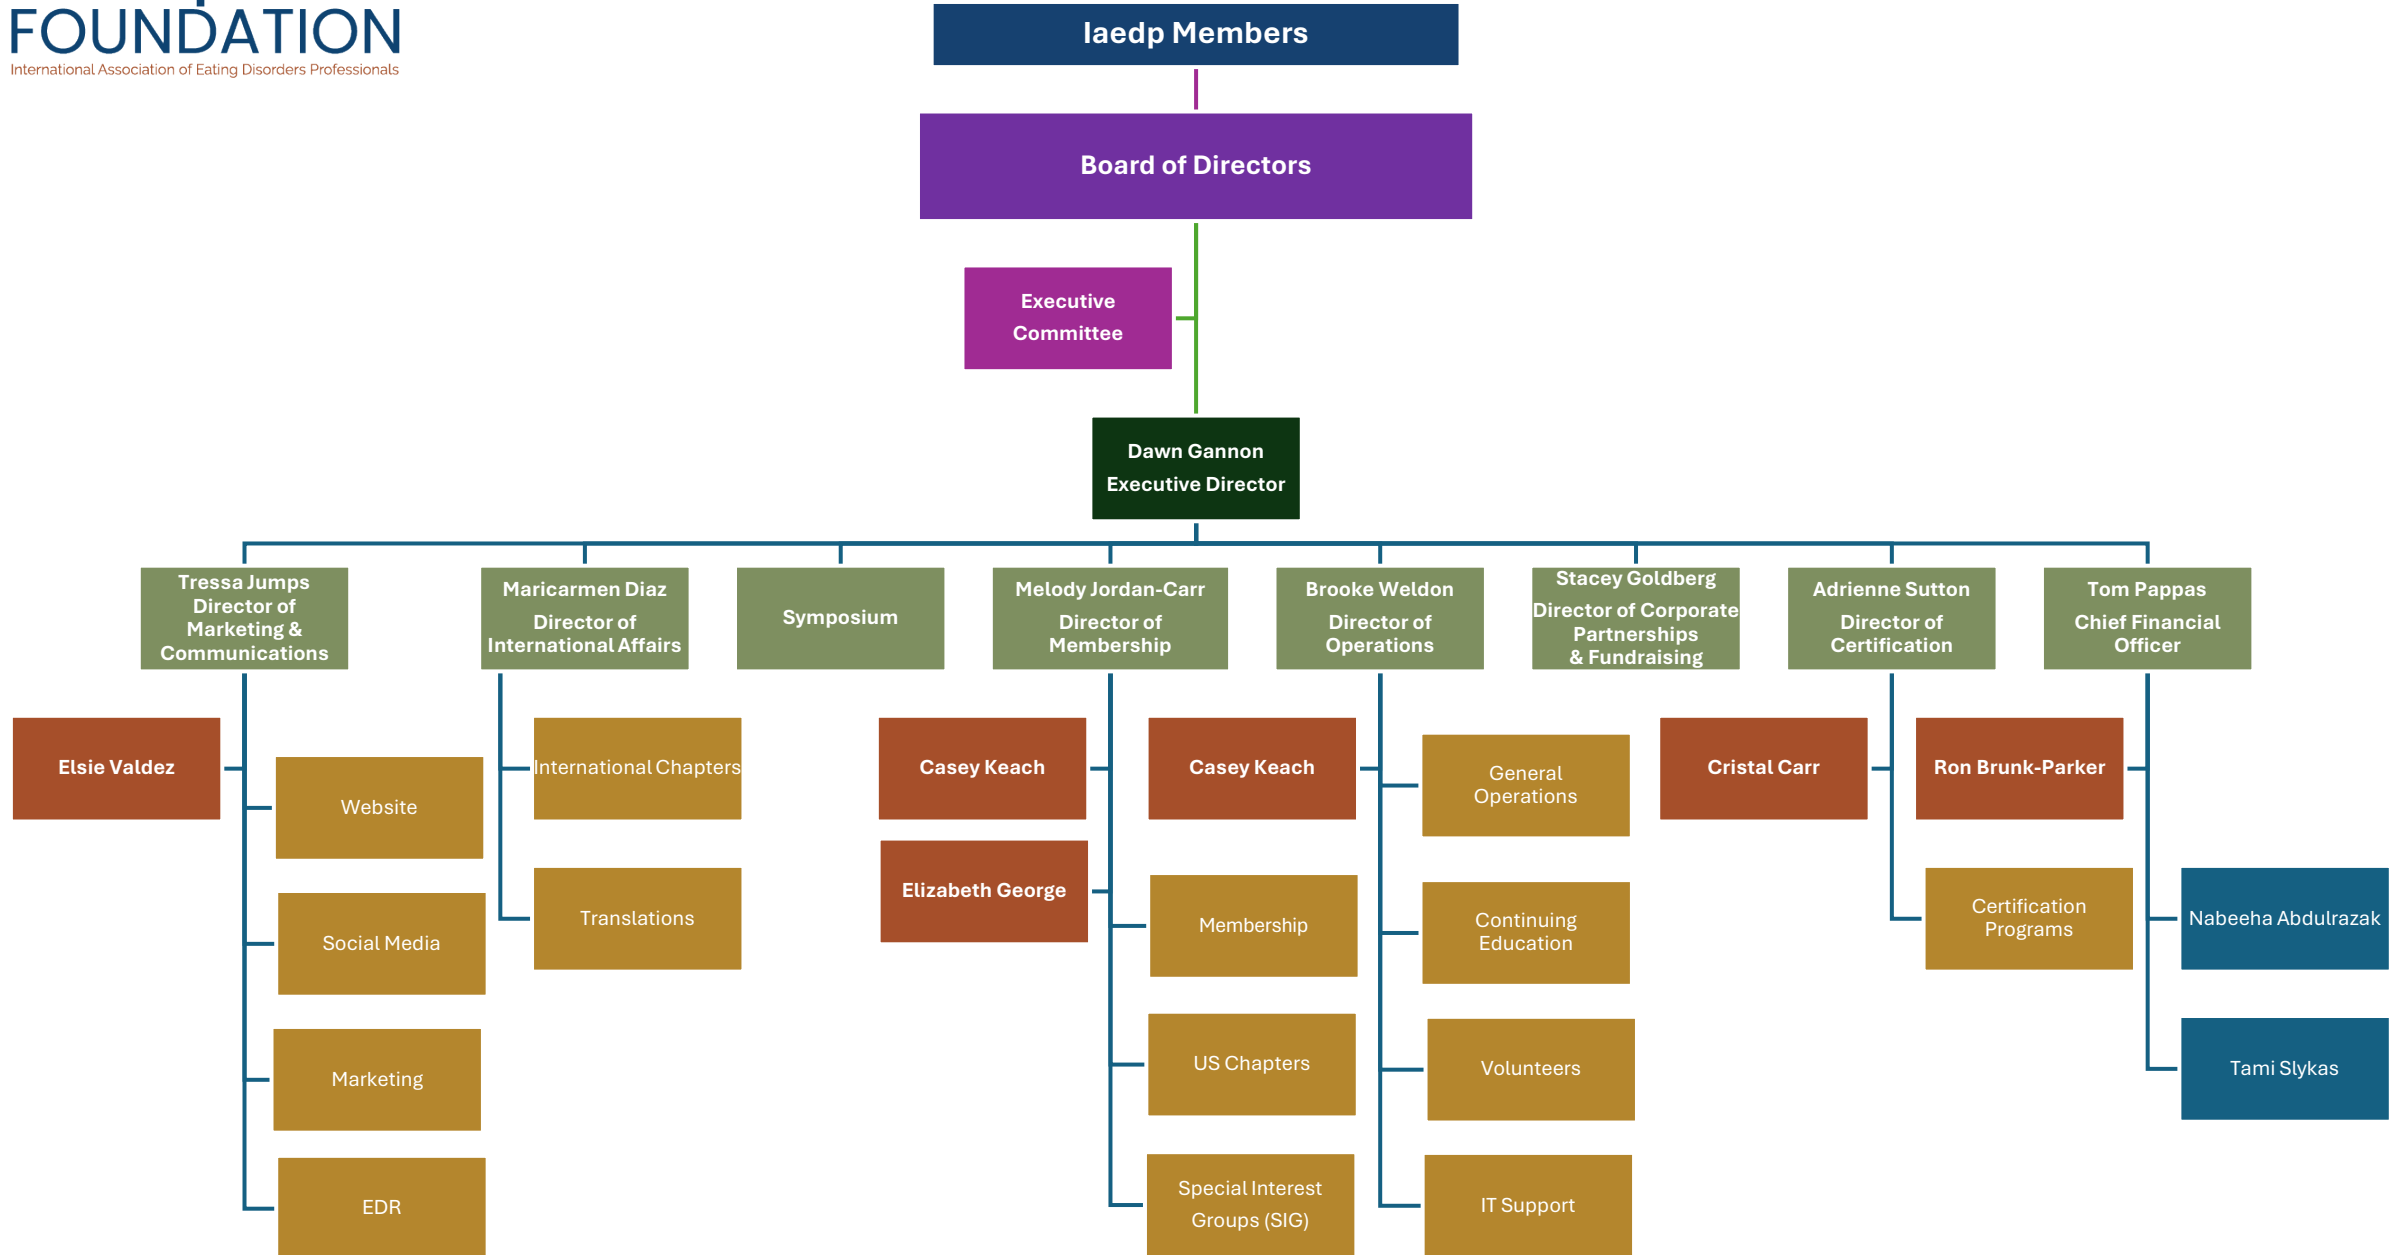 FOUNDATION
International Association of Eating Disorders Professionals
Iaedp Members
Board of Directors
Executive
Committee
Dawn Gannon
Executive Director
Tressa Jumps
Director of
Marketing &
Communications
Maricarmen Diaz
Director of
International Affairs
Symposium
Melody Jordan-Carr
Director of
Membership
Brooke Weldon
Director of
Operations
Stacey Goldberg
Director of Corporate
Partnerships
& Fundraising
Adrienne Sutton
Director of
Certification
Tom Pappas
Chief Financial
Officer
Elsie Valdez
Website
Social Media
Marketing
EDR
International Chapters
Translations
Casey Keach
Elizabeth George
Membership
US Chapters
Special Interest
Groups (SIG)
Casey Keach
General
Operations
Continuing
Education
Volunteers
IT Support
Cristal Carr
Certification
Programs
Ron Brunk-Parker
Nabeeha Abdulrazak
Tami Slykas